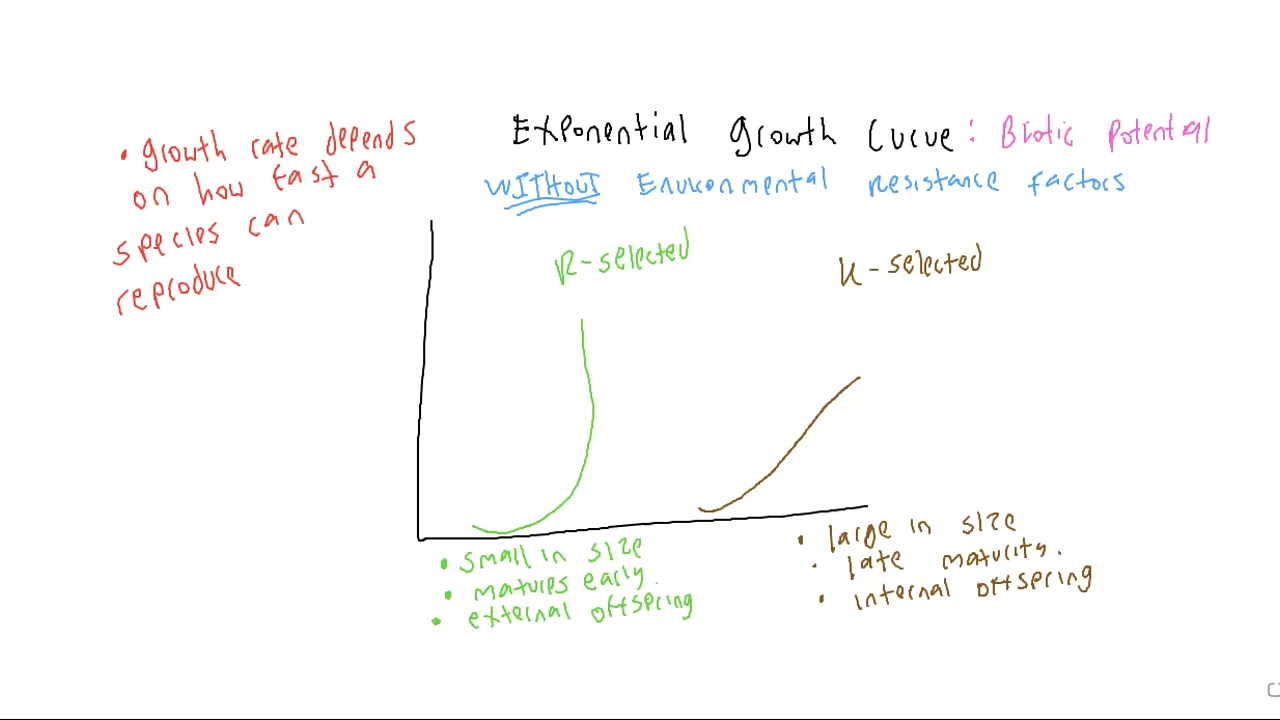 • growth rate depends
on how fast a
species can
reproduce
Exponential Growth Curve: Biotic Potential
WITHOUT Environmental resistance factors
R-selected
K-selected
• small in size
• matures early.
• external offspring
• large in size
• late maturity.
• internal offspring